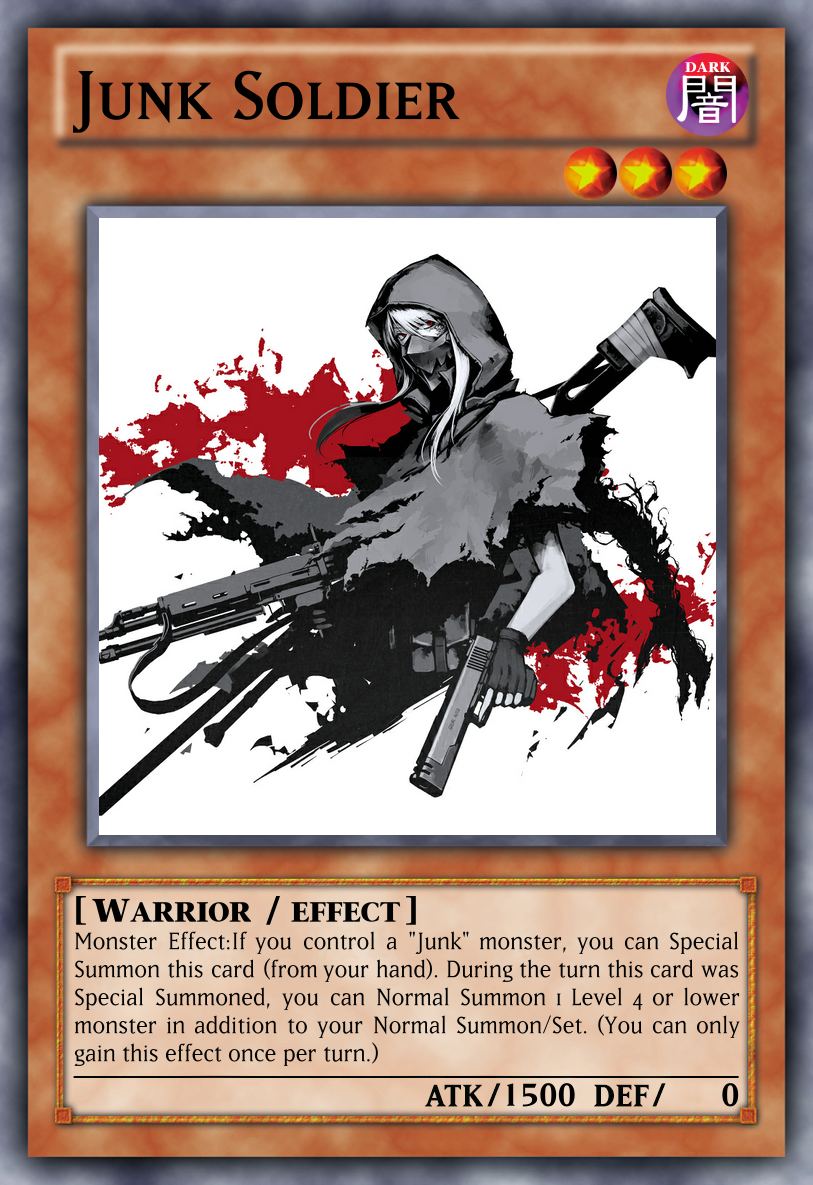 Junk Soldier
DARK
闇
[ Warrior / effect ]
Monster Effect:If you control a "Junk" monster, you can Special
Summon this card (from your hand). During the turn this card was
Special Summoned, you can Normal Summon 1 Level 4 or lower
monster in addition to your Normal Summon/Set. (You can only
gain this effect once per turn.)
ATK/1500 DEF/ 0